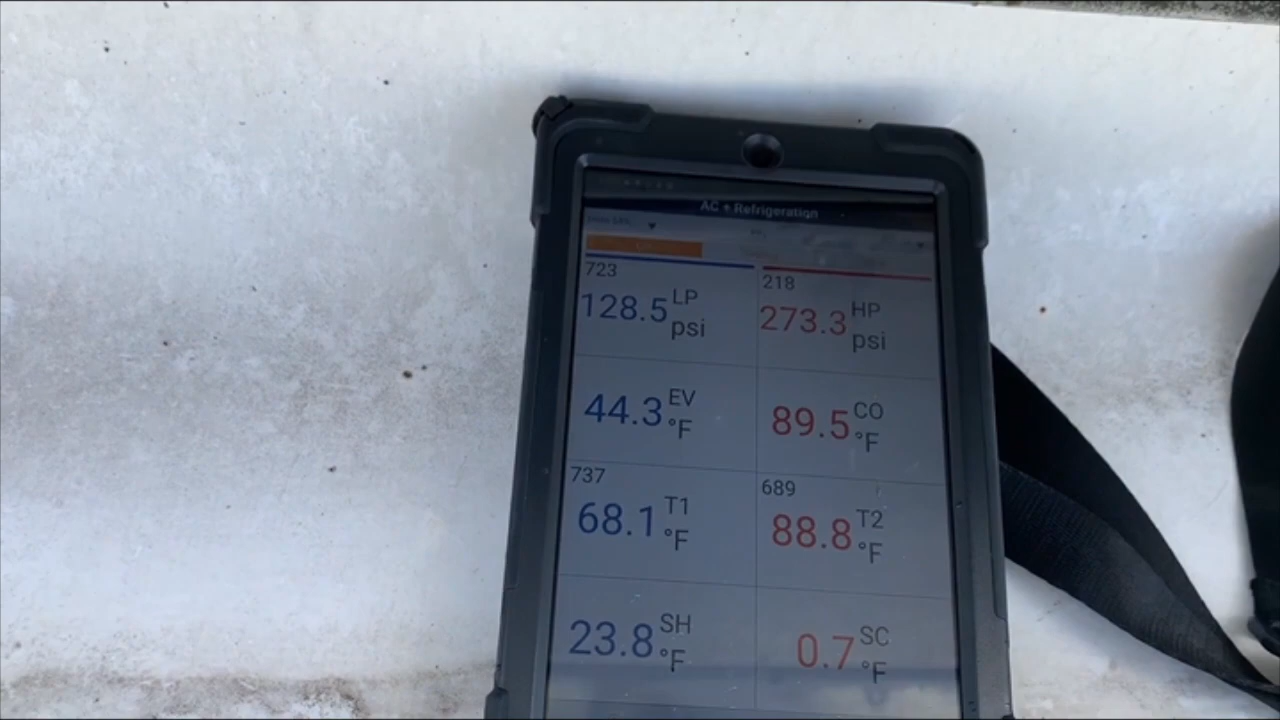 AC + Refrigeration
723
128.5 LP
psi
218
273.3 HP
psi
44.3 EV
°F
89.5 CO
°F
737
68.1 T1
°F
689
88.8 T2
°F
23.8 SH
°F
0.7 SC
°F